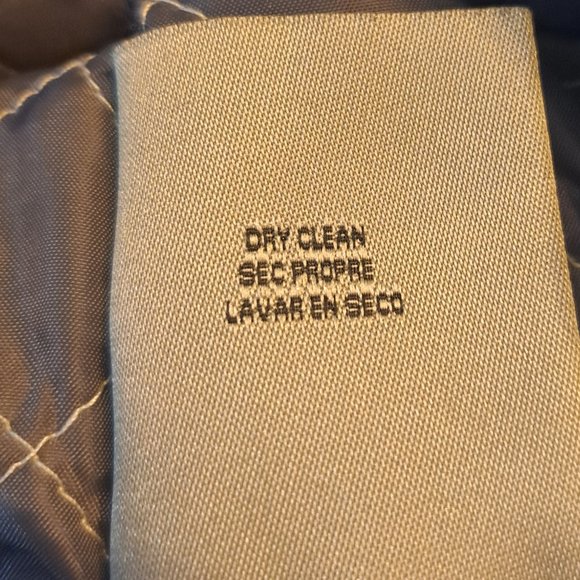 DRY CLEAN
SEC PROPRE
LAVAR EN SECO